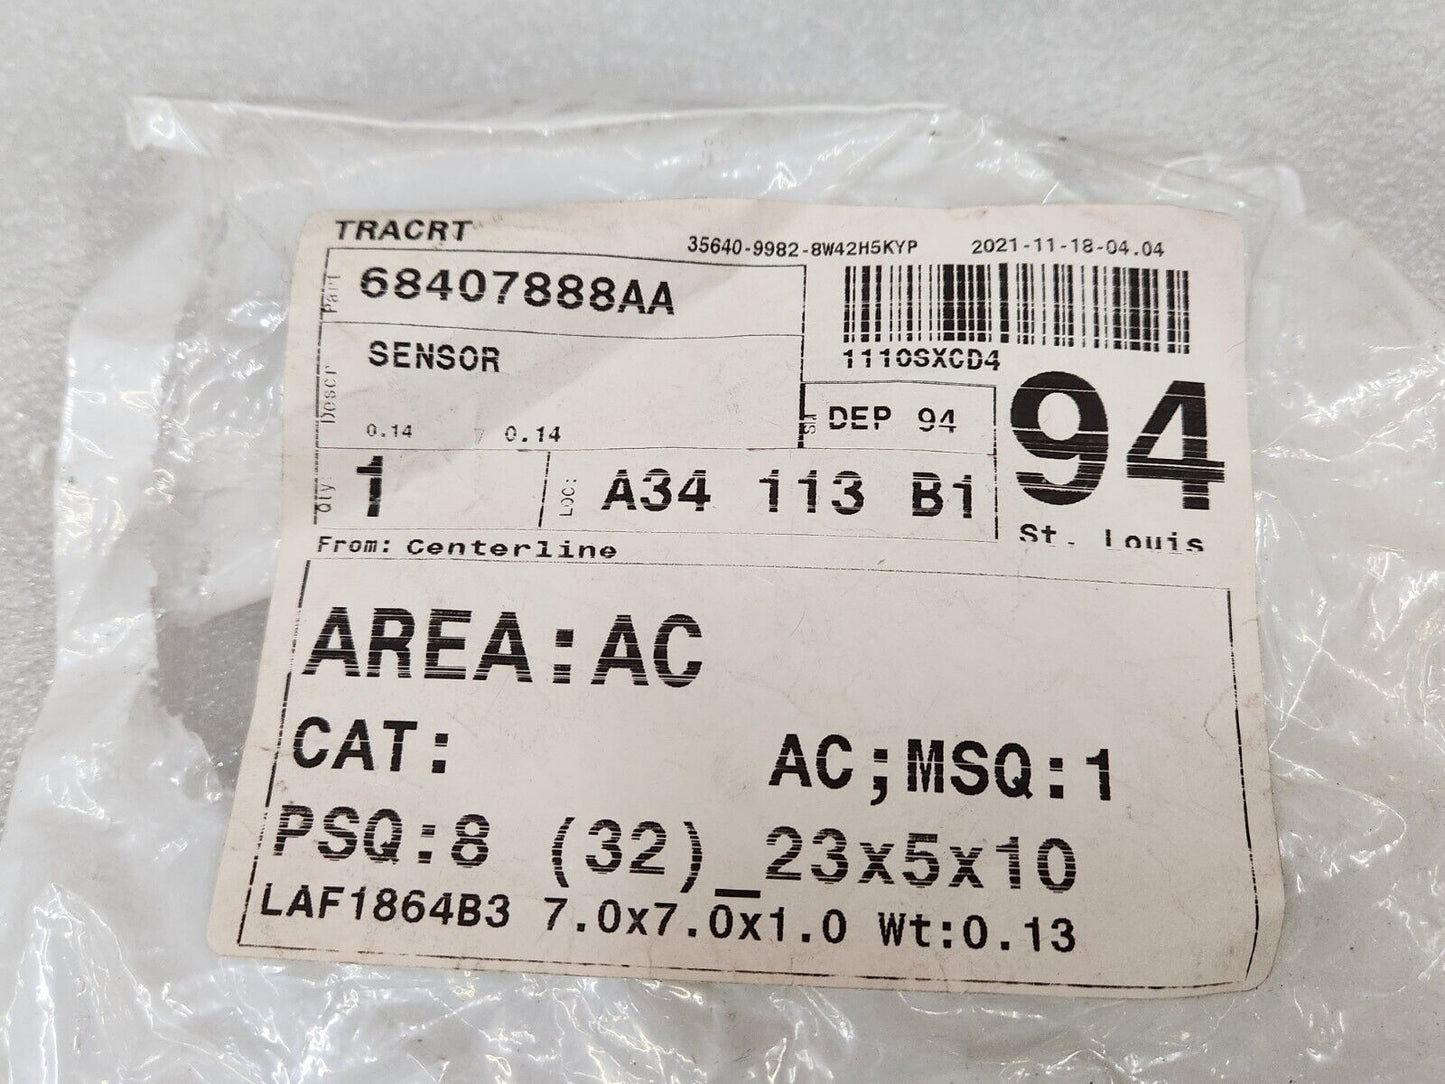 TRACRT 35640-9982-8W42H5KYP 2021-11-18-04.04
Part 68407888AA
1110SXCD4
Descr SENSOR
DEP 94 94
0.14 0.14
Qty: 1 LOC: A34 113 B1
St. Louis
From: Centerline
AREA:AC
CAT: AC;MSQ:1
PSQ:8 (32)_23x5x10
LAF1864B3 7.0x7.0x1.0 Wt:0.13